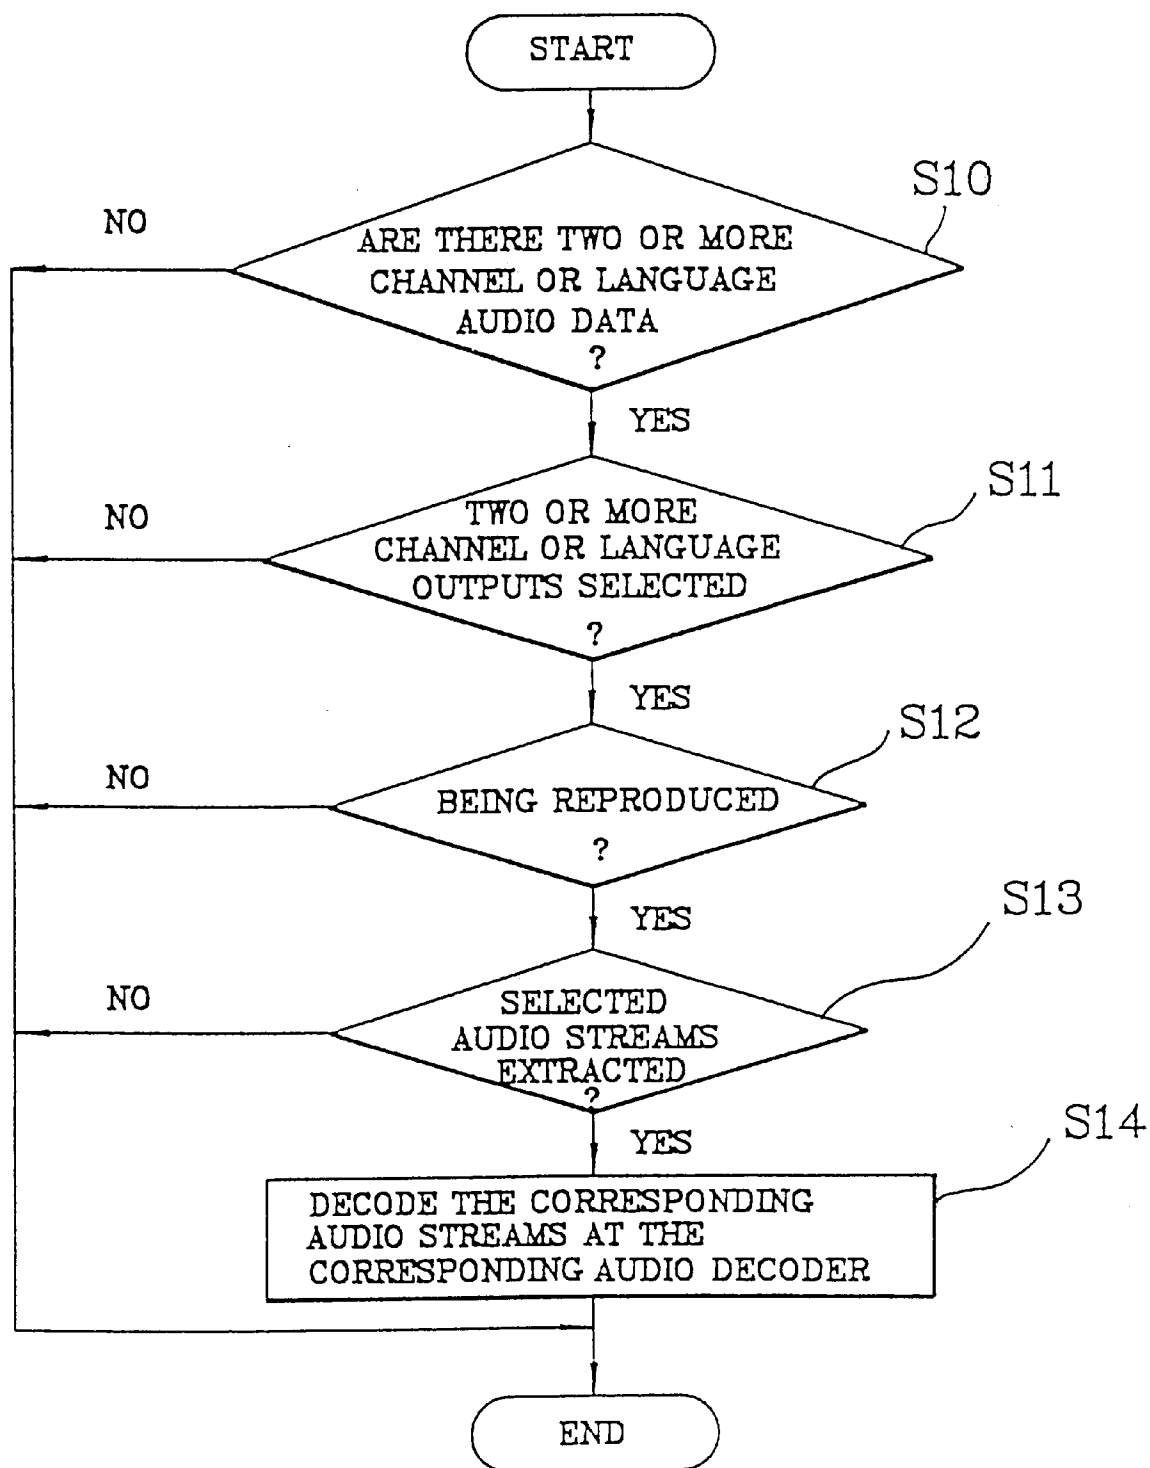 START
S10
NO
ARE THERE TWO OR MORE
CHANNEL OR LANGUAGE
AUDIO DATA
?
YES
S11
NO
TWO OR MORE
CHANNEL OR LANGUAGE
OUTPUTS SELECTED
?
YES
S12
NO
BEING REPRODUCED
?
YES
S13
NO
SELECTED
AUDIO STREAMS
EXTRACTED
?
YES
S14
DECODE THE CORRESPONDING
AUDIO STREAMS AT THE
CORRESPONDING AUDIO DECODER
END